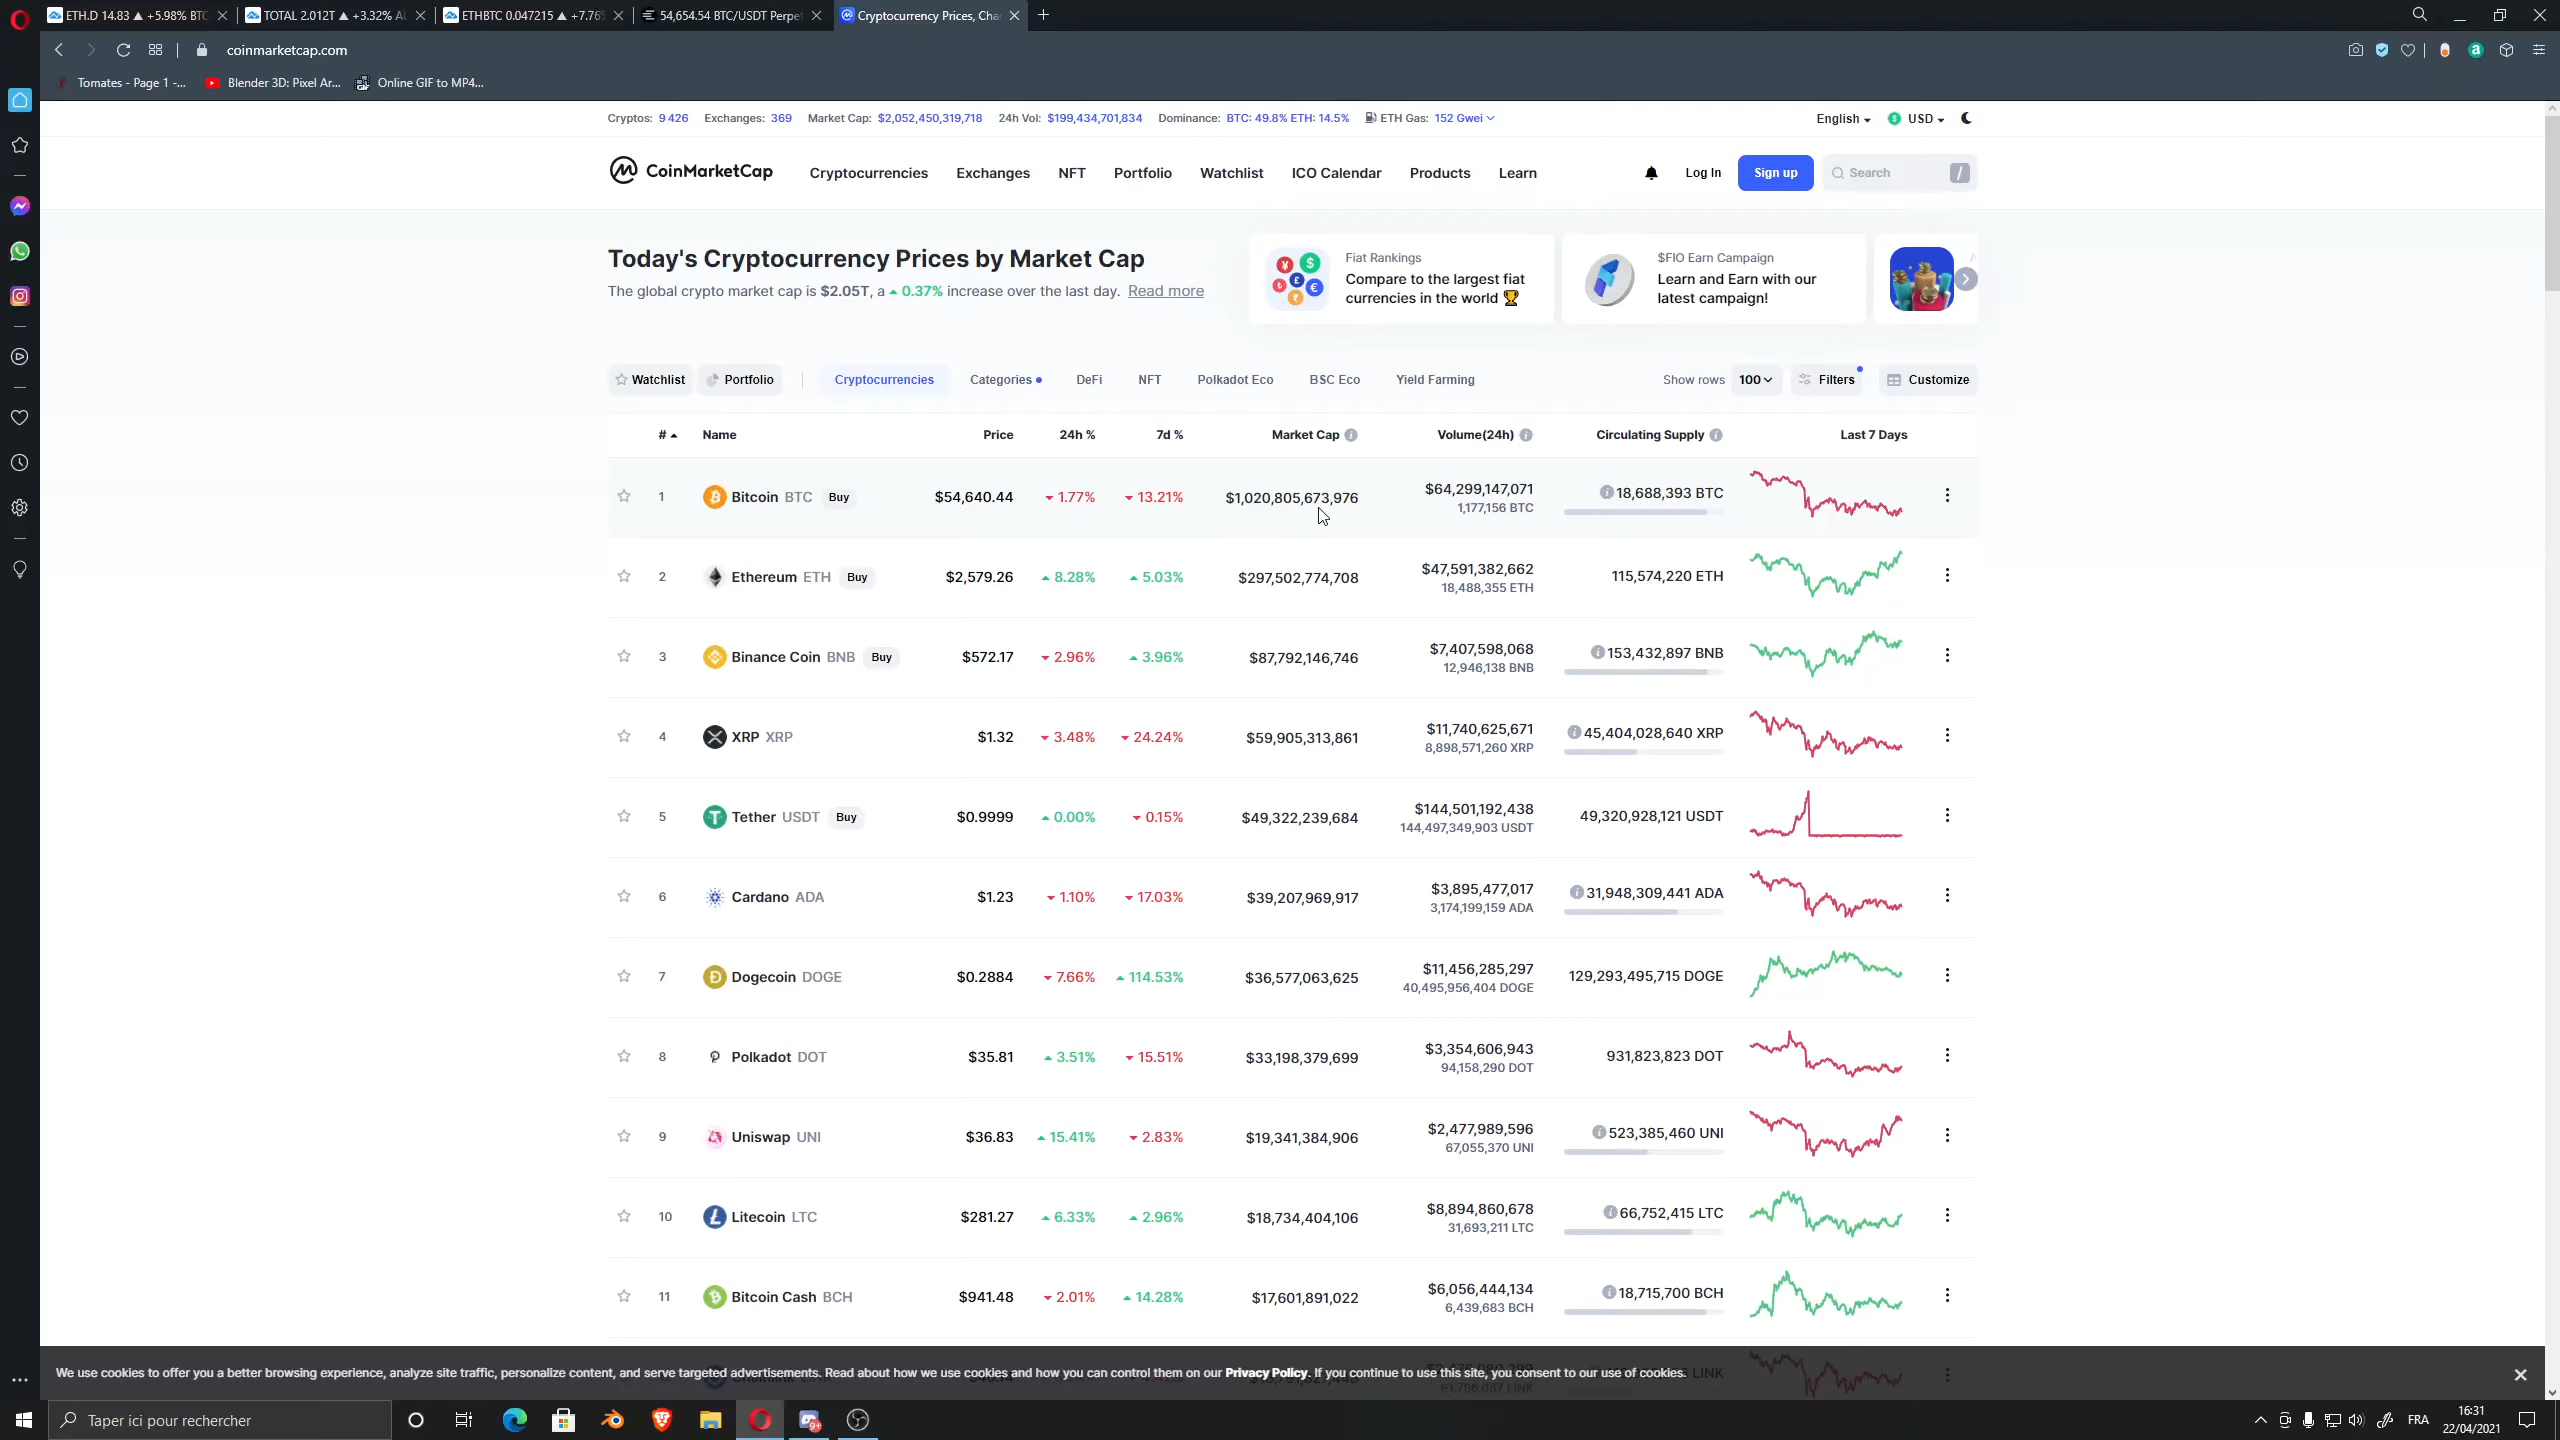 ETH.D 14.83 ▲ +5.98% BTC
TOTAL 2.012T ▲ +3.32% AL
ETHBTC 0.047215 ▲ +7.76%
54,654.54 BTC/USDT Perpet
Cryptocurrency Prices, Cha
coinmarketcap.com
Tomates - Page 1 -...
Blender 3D: Pixel Ar...
Online GIF to MP4...
Cryptos: 9 426 Exchanges: 369 Market Cap: $2,052,450,319,718 24h Vol: $199,434,701,834 Dominance: BTC: 49.8% ETH: 14.5% ETH Gas: 152 Gwei
English USD
CoinMarketCap
Cryptocurrencies Exchanges NFT Portfolio Watchlist ICO Calendar Products Learn
Log In Sign up Search /
Today's Cryptocurrency Prices by Market Cap
The global crypto market cap is $2.05T, a 0.37% increase over the last day. Read more
Fiat Rankings
Compare to the largest fiat
currencies in the world
$FIO Earn Campaign
Learn and Earn with our
latest campaign!
Watchlist Portfolio Cryptocurrencies Categories DeFi NFT Polkadot Eco BSC Eco Yield Farming Show rows 100 Filters Customize
# Name Price 24h % 7d % Market Cap Volume(24h) Circulating Supply Last 7 Days
1 Bitcoin BTC Buy $54,640.44 1.77% 13.21% $1,020,805,673,976 $64,299,147,071 18,688,393 BTC
1,177,156 BTC
2 Ethereum ETH Buy $2,579.26 8.28% 5.03% $297,502,774,708 $47,591,382,662 115,574,220 ETH
18,488,355 ETH
3 Binance Coin BNB Buy $572.17 2.96% 3.96% $87,792,146,746 $7,407,598,068 153,432,897 BNB
12,946,138 BNB
4 XRP XRP $1.32 3.48% 24.24% $59,905,313,861 $11,740,625,671 45,404,028,640 XRP
8,898,571,260 XRP
5 Tether USDT Buy $0.9999 0.00% 0.15% $49,322,239,684 $144,501,192,438 49,320,928,121 USDT
144,497,349,903 USDT
6 Cardano ADA $1.23 1.10% 17.03% $39,207,969,917 $3,895,477,017 31,948,309,441 ADA
3,174,199,159 ADA
7 Dogecoin DOGE $0.2884 7.66% 114.53% $36,577,063,625 $11,456,285,297 129,293,495,715 DOGE
40,495,956,404 DOGE
8 Polkadot DOT $35.81 3.51% 15.51% $33,198,379,699 $3,354,606,943 931,823,823 DOT
94,158,290 DOT
9 Uniswap UNI $36.83 15.41% 2.83% $19,341,384,906 $2,477,989,596 523,385,460 UNI
67,055,370 UNI
10 Litecoin LTC $281.27 6.33% 2.96% $18,734,404,106 $8,894,860,678 66,752,415 LTC
31,693,211 LTC
11 Bitcoin Cash BCH $941.48 2.01% 14.28% $17,601,891,022 $6,056,444,134 18,715,700 BCH
6,439,683 BCH
We use cookies to offer you a better browsing experience, analyze site traffic, personalize content, and serve targeted advertisements. Read about how we use cookies and how you can control them on our Privacy Policy. If you continue to use this site, you consent to our use of cookies.
LINK
Taper ici pour rechercher
9+
FRA
16:31
22/04/2021